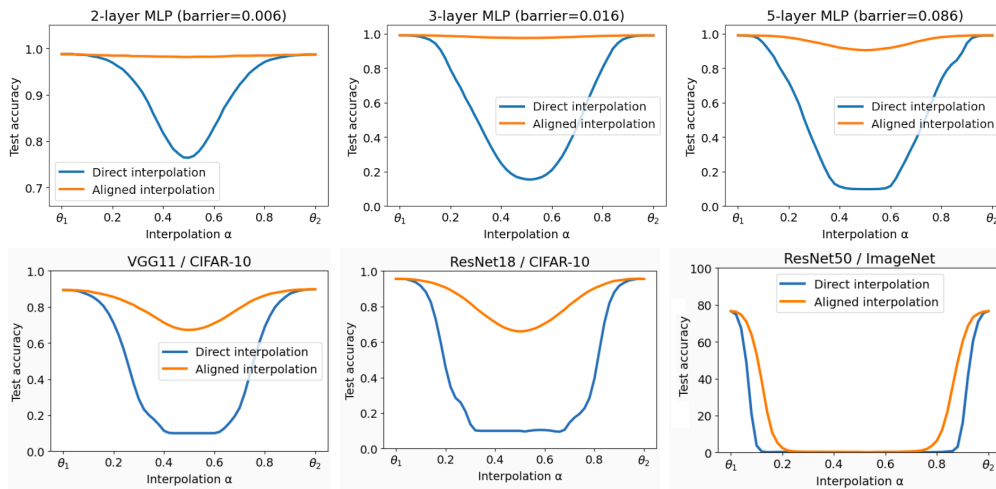 2-layer MLP (barrier=0.006)
Test accuracy
1.0
0.9
0.8
0.7
Direct interpolation
Aligned interpolation
θ1 0.2 0.4 0.6 0.8 θ2
Interpolation α
3-layer MLP (barrier=0.016)
Test accuracy
1.0
0.8
0.6
0.4
0.2
0.0
Direct interpolation
Aligned interpolation
θ1 0.2 0.4 0.6 0.8 θ2
Interpolation α
5-layer MLP (barrier=0.086)
Test accuracy
1.0
0.8
0.6
0.4
0.2
0.0
Direct interpolation
Aligned interpolation
θ1 0.2 0.4 0.6 0.8 θ2
Interpolation α
VGG11 / CIFAR-10
Test accuracy
1.0
0.8
0.6
0.4
0.2
0.0
Direct interpolation
Aligned interpolation
θ1 0.2 0.4 0.6 0.8 θ2
Interpolation α
ResNet18 / CIFAR-10
Test accuracy
1.0
0.8
0.6
0.4
0.2
0.0
Direct interpolation
Aligned interpolation
θ1 0.2 0.4 0.6 0.8 θ2
Interpolation α
ResNet50 / ImageNet
Test accuracy
100
80
60
40
20
0
Direct interpolation
Aligned interpolation
θ1 0.2 0.4 0.6 0.8 θ2
Interpolation α